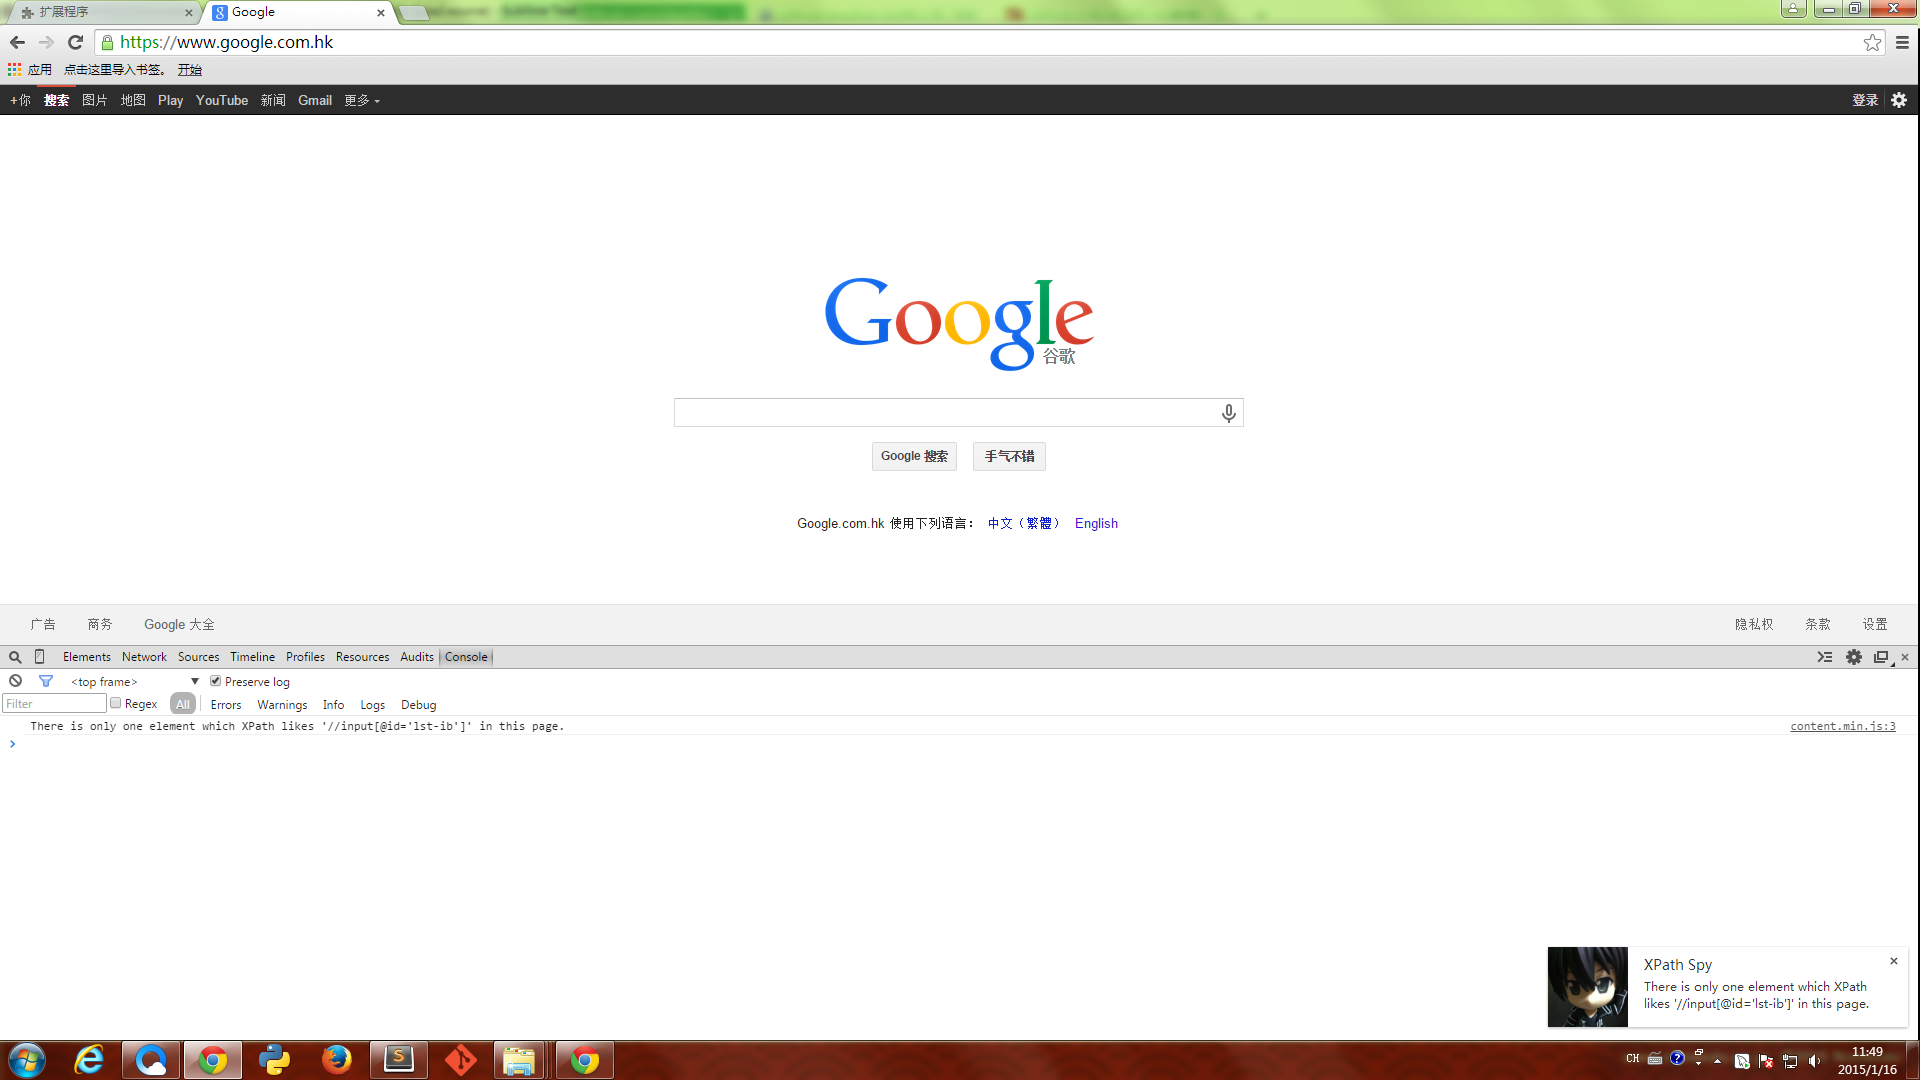 扩展程序
Google
https://www.google.com.hk
应用 点击这里导入书签。 开始
+你 搜索 图片 地图 Play YouTube 新闻 Gmail 更多
登录
Google
谷歌
Google 搜索 手气不错
Google.com.hk 使用下列语言： 中文（繁體） English
广告 商务 Google 大全
隐私权 条款 设置
Elements Network Sources Timeline Profiles Resources Audits Console
<top frame> Preserve log
Filter Regex All Errors Warnings Info Logs Debug
There is only one element which XPath likes '//input[@id='lst-ib']' in this page.
content.min.js:3
XPath Spy
There is only one element which XPath
likes '//input[@id='lst-ib']' in this page.
CH
11:49
2015/1/16